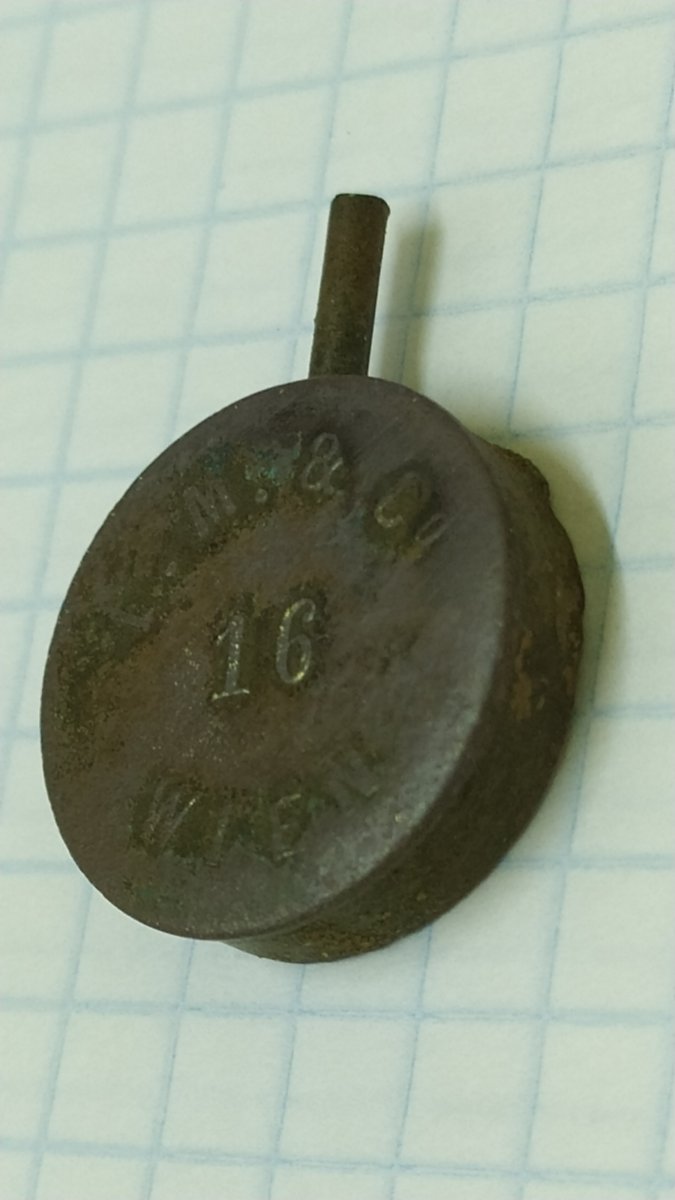 L. M. & Co
16
WIEN